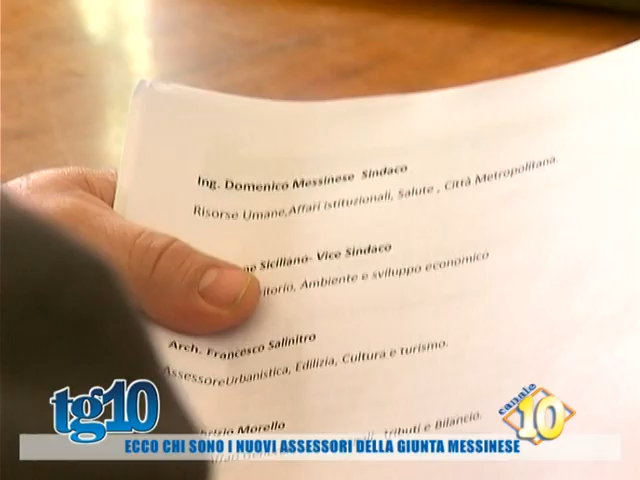 Ing. Domenico Messinese Sindaco
Risorse Umane,Affari Istituzionali, Salute , Città Metropolitana.
Siciliano- Vice Sindaco
Ambiente e sviluppo economico
Arch. Francesco Salinitro
AssessoreUrbanistica, Edilizia, Cultura e turismo.
Morello
tributi e Bilancio.
tg10
canale 10
ECCO CHI SONO I NUOVI ASSESSORI DELLA GIUNTA MESSINESE